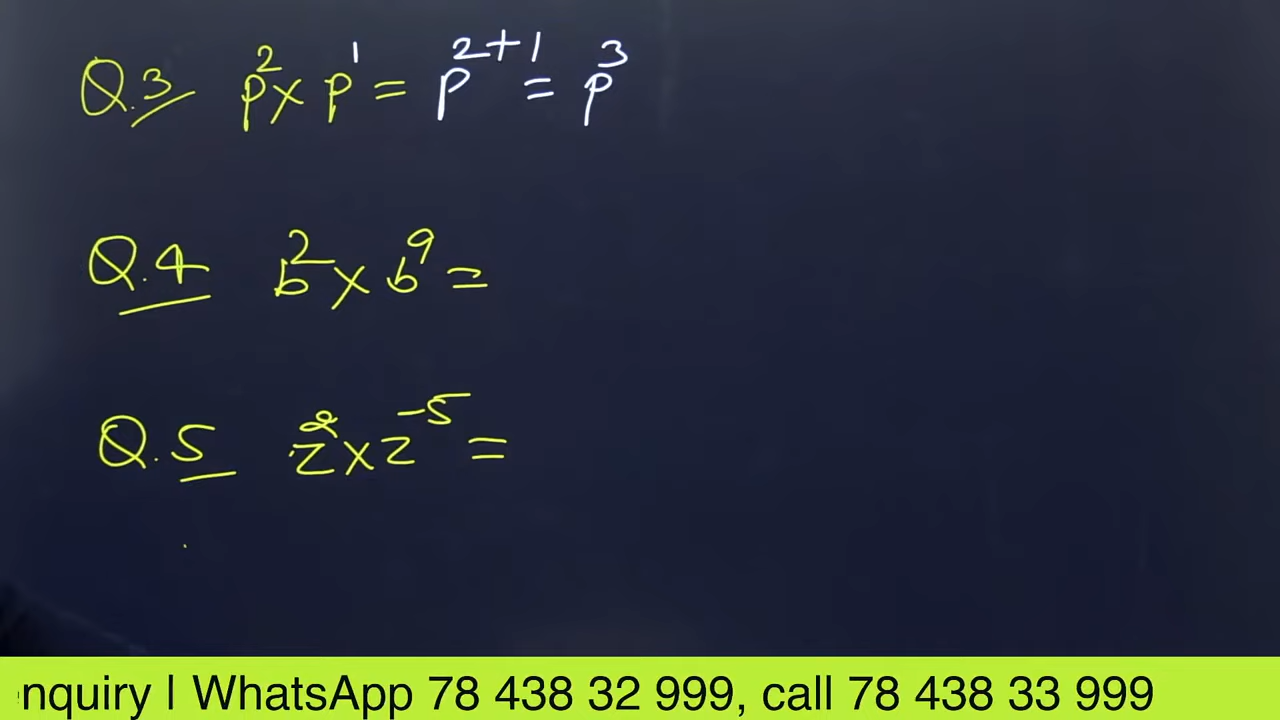 Q.3 p² x p¹ = p²⁺¹ = p³
Q.4 b² x b⁹ =
Q.5 z² x z⁻⁵ =
nquiry | WhatsApp 78 438 32 999, call 78 438 33 999